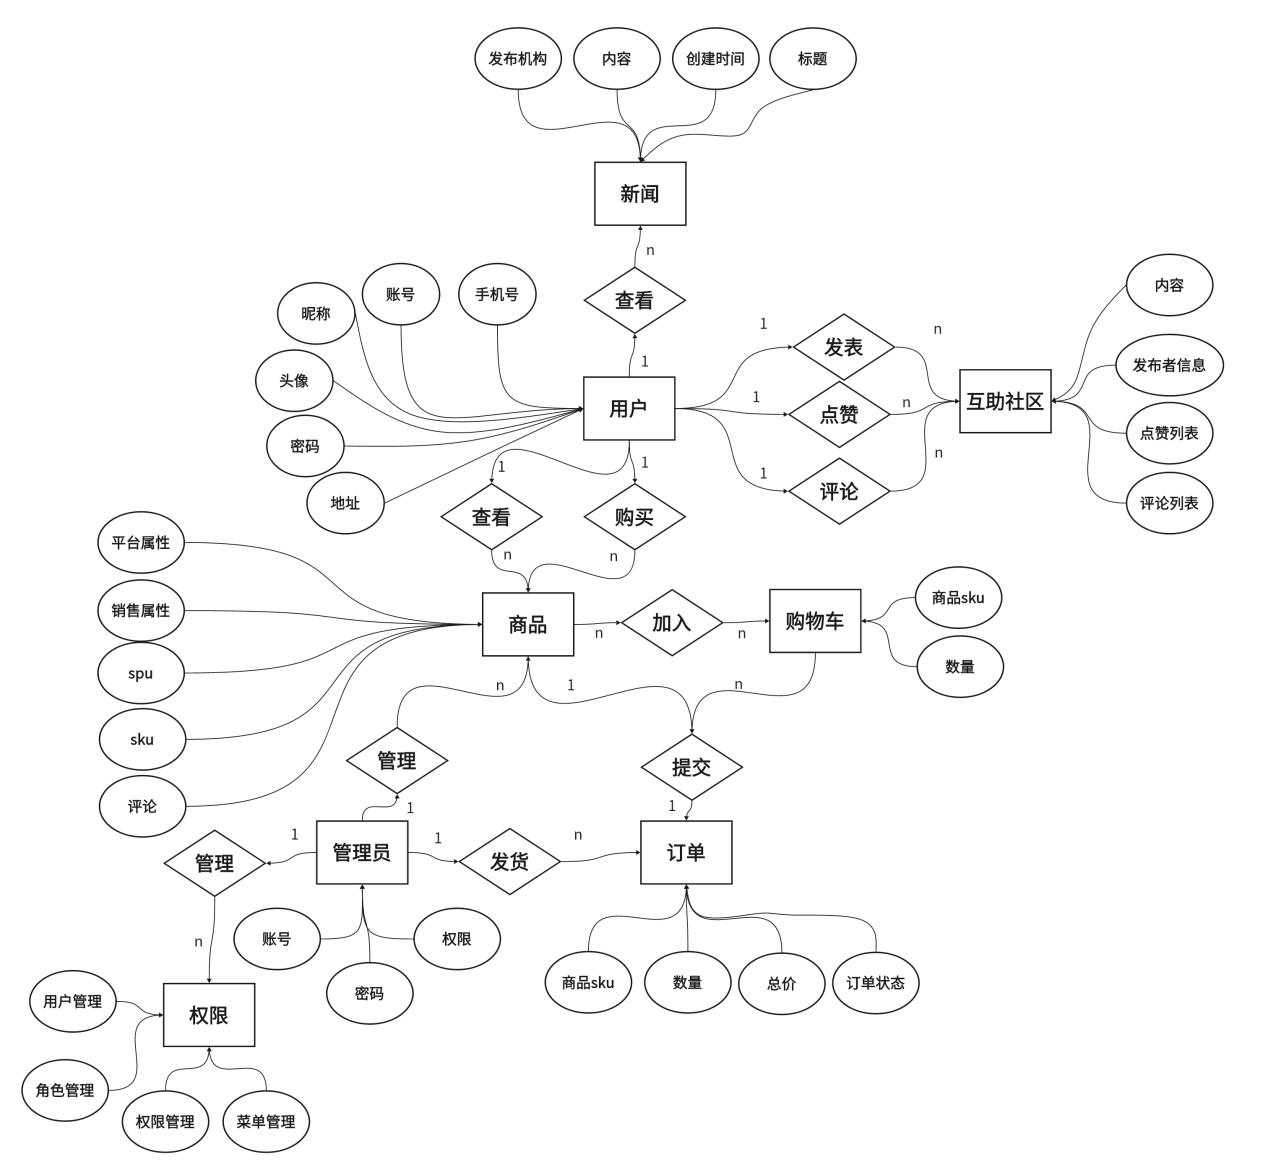 发布机构
内容
创建时间
标题
新闻
n
查看
1
昵称
账号
手机号
头像
密码
地址
用户
1
发表
n
1
点赞
n
1
评论
n
互助社区
内容
发布者信息
点赞列表
评论列表
1
查看
n
1
购买
n
平台属性
销售属性
spu
sku
评论
商品
n
加入
n
购物车
商品sku
数量
n
1
n
管理
1
提交
1
管理
1
管理员
1
发货
n
订单
n
账号
密码
权限
商品sku
数量
总价
订单状态
用户管理
权限
角色管理
权限管理
菜单管理